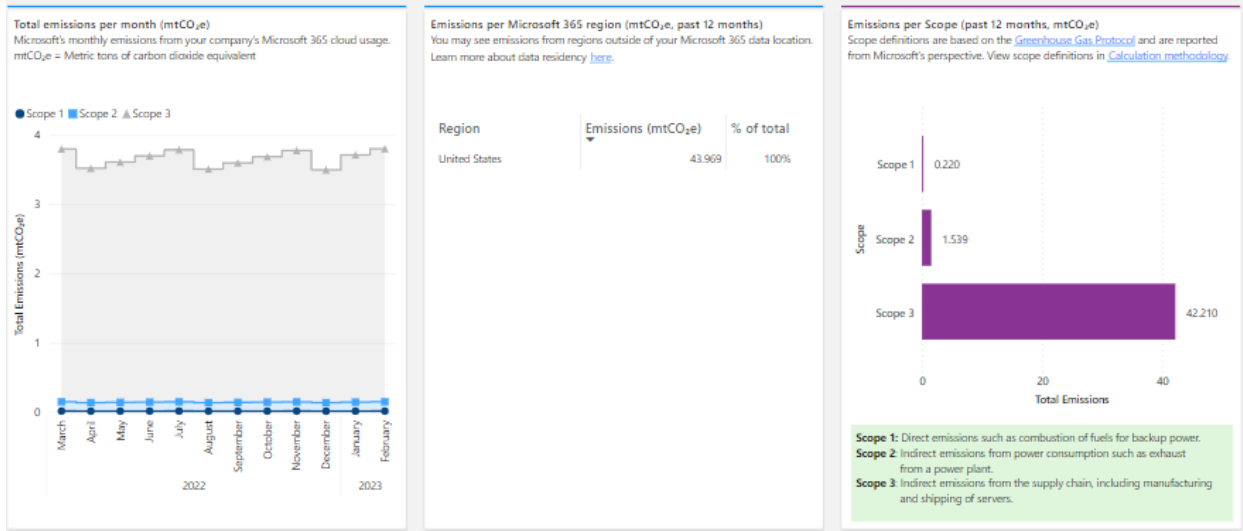 Total emissions per month (mtCO₂e)
Microsoft's monthly emissions from your company's Microsoft 365 cloud usage.
mtCO₂e = Metric tons of carbon dioxide equivalent
Scope 1 Scope 2 Scope 3
4
3
2
1
0
Total Emissions (mtCO₂e)
March April May June July August September October November December January February
2022 2023
Emissions per Microsoft 365 region (mtCO₂e, past 12 months)
You may see emissions from regions outside of your Microsoft 365 data location.
Learn more about data residency here.
Region Emissions (mtCO₂e) % of total
United States 43.969 100%
Emissions per Scope (past 12 months, mtCO₂e)
Scope definitions are based on the Greenhouse Gas Protocol and are reported
from Microsoft's perspective. View scope definitions in Calculation methodology.
Scope
Scope 1 0.220
Scope 2 1.539
Scope 3 42.210
0 20 40
Total Emissions
Scope 1: Direct emissions such as combustion of fuels for backup power.
Scope 2: Indirect emissions from power consumption such as exhaust
from a power plant.
Scope 3: Indirect emissions from the supply chain, including manufacturing
and shipping of servers.